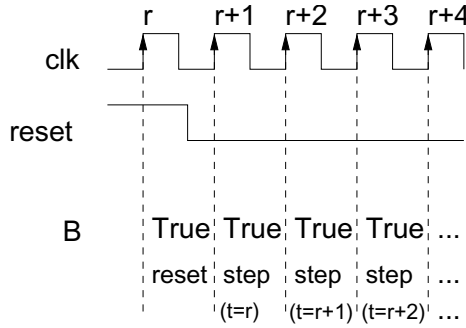 r r+1 r+2 r+3 r+4
clk
reset
B True True True True ...
reset step step step ...
(t=r) (t=r+1) (t=r+2) ...